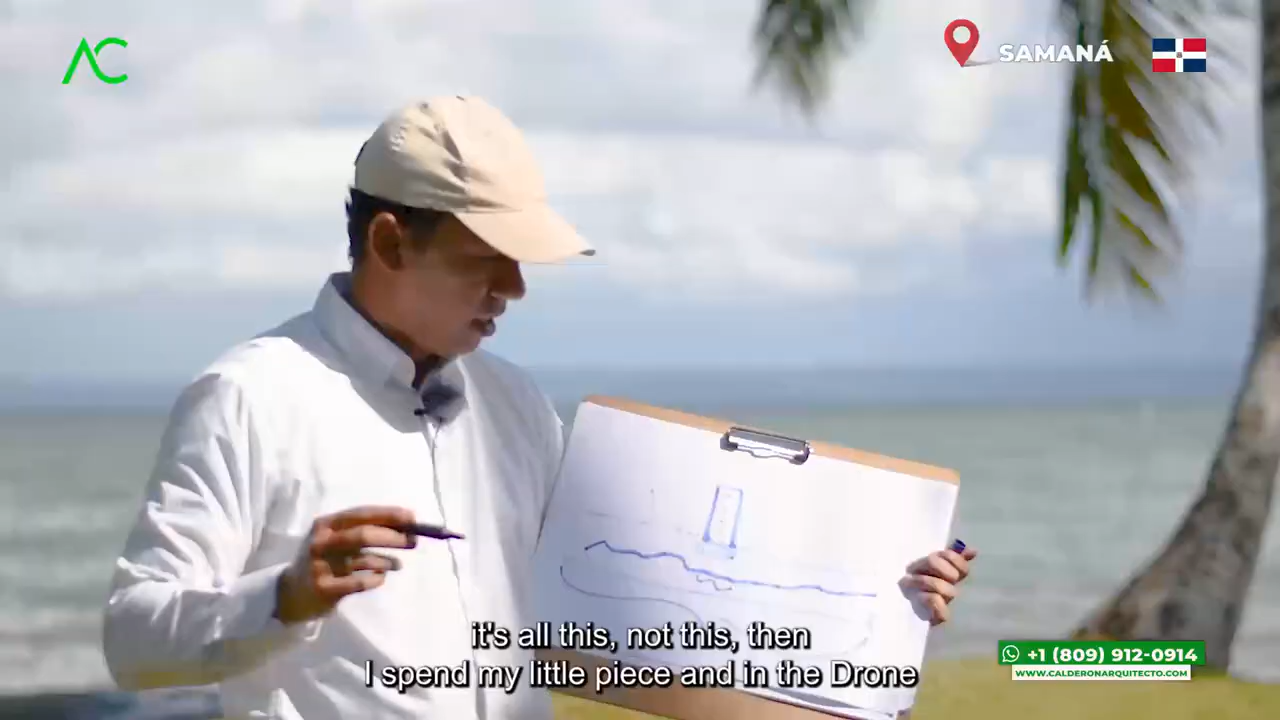 AC
SAMANÁ
it's all this, not this, then
I spend my little piece and in the Drone
+1 (809) 912-0914
WWW.CALDERONARQUITECTO.COM